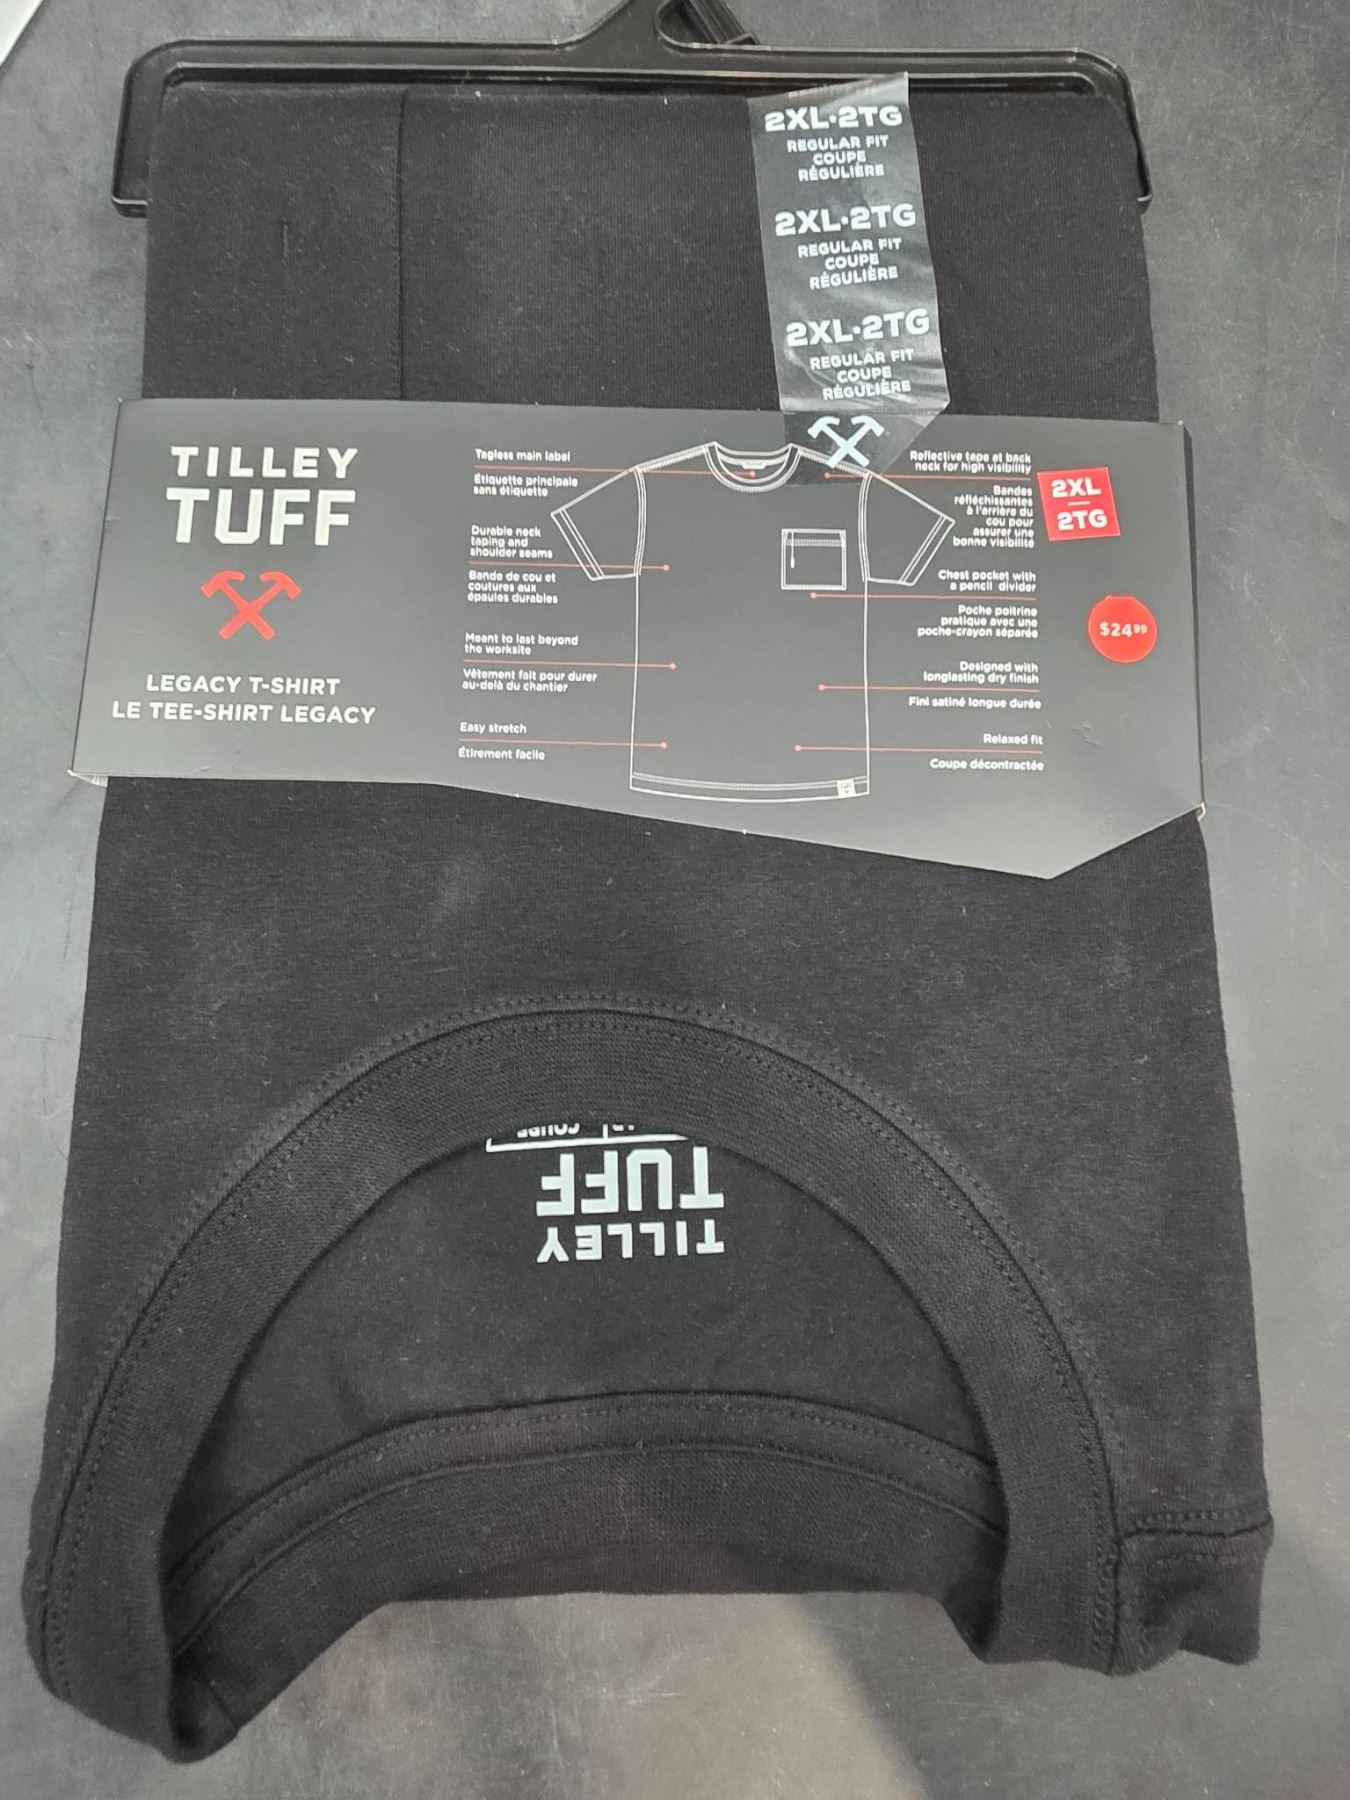 2XL·2TG
REGULAR FIT
COUPE
RÉGULIÈRE
2XL·2TG
REGULAR FIT
COUPE
RÉGULIÈRE
2XL·2TG
REGULAR FIT
COUPE
RÉGULIÈRE
TILLEY
TUFF
LEGACY T-SHIRT
LE TEE-SHIRT LEGACY
Tagless main label
Étiquette principale
sans étiquette
Durable neck
taping and
shoulder seams
Bande de cou et
coutures aux
épaules durables
Meant to last beyond
the worksite
Vêtement fait pour durer
au-delà du chantier
Easy stretch
Étirement facile
Reflective tape at back
neck for high visibility
Bandes
réfléchissantes
à l'arrière du
cou pour
assurer une
bonne visibilité
Chest pocket with
a pencil divider
Poche poitrine
pratique avec une
poche-crayon séparée
Designed with
longlasting dry finish
Fini satiné longue durée
Relaxed fit
Coupe décontractée
2XL
2TG
$24⁹⁹
TILLEY
TUFF